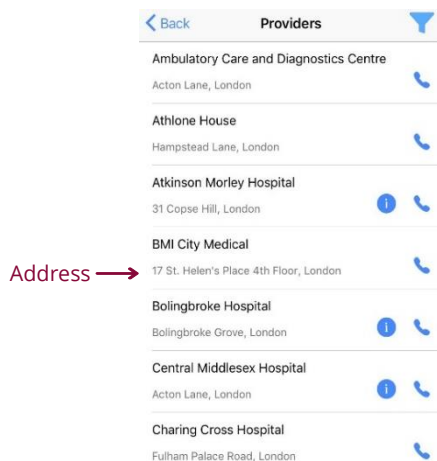 Back Providers
Ambulatory Care and Diagnostics Centre
Acton Lane, London
Athlone House
Hampstead Lane, London
Atkinson Morley Hospital
31 Copse Hill, London
i
BMI City Medical
Address 17 St. Helen's Place 4th Floor, London
Bolingbroke Hospital
Bolingbroke Grove, London
i
Central Middlesex Hospital
Acton Lane, London
i
Charing Cross Hospital
Fulham Palace Road, London